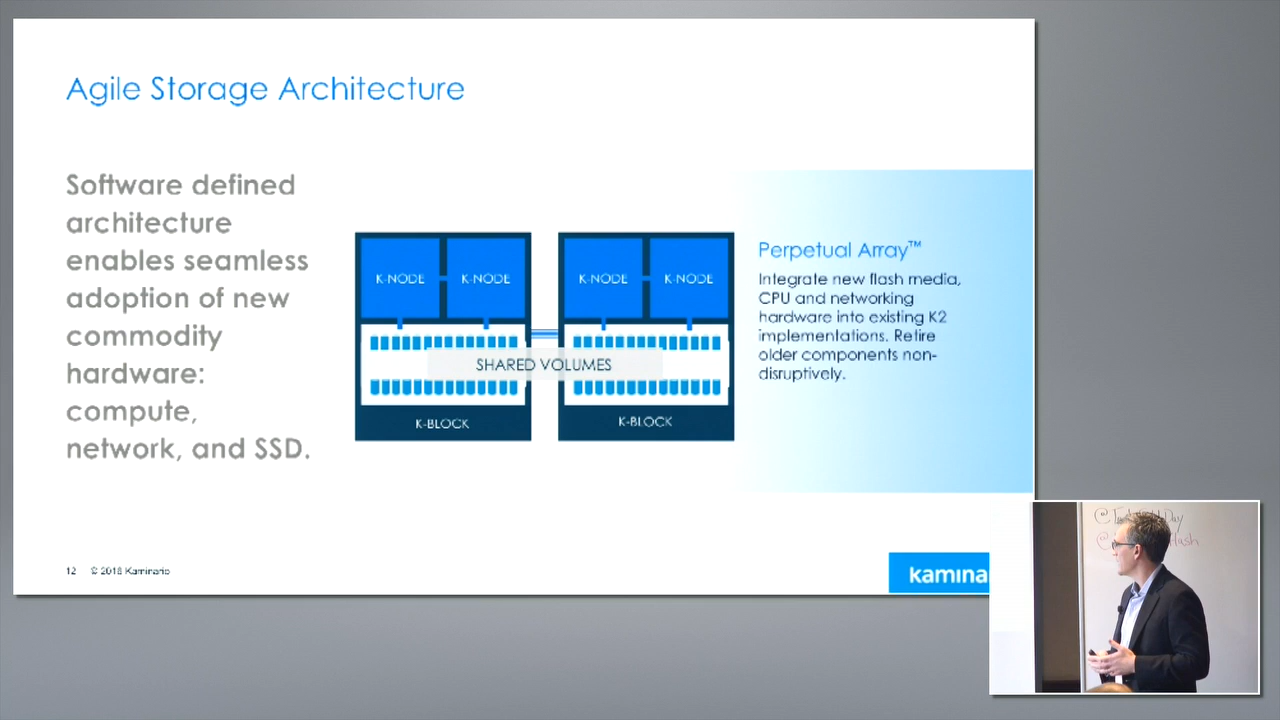 Agile Storage Architecture
Software defined
architecture
enables seamless
adoption of new
commodity
hardware:
compute,
network, and SSD.
K-NODE K-NODE
SHARED VOLUMES
K-BLOCK
K-NODE K-NODE
K-BLOCK
Perpetual Array™
Integrate new flash media,
CPU and networking
hardware into existing K2
implementations. Retire
older components non-
disruptively.
12 © 2018 Kaminario
kamina